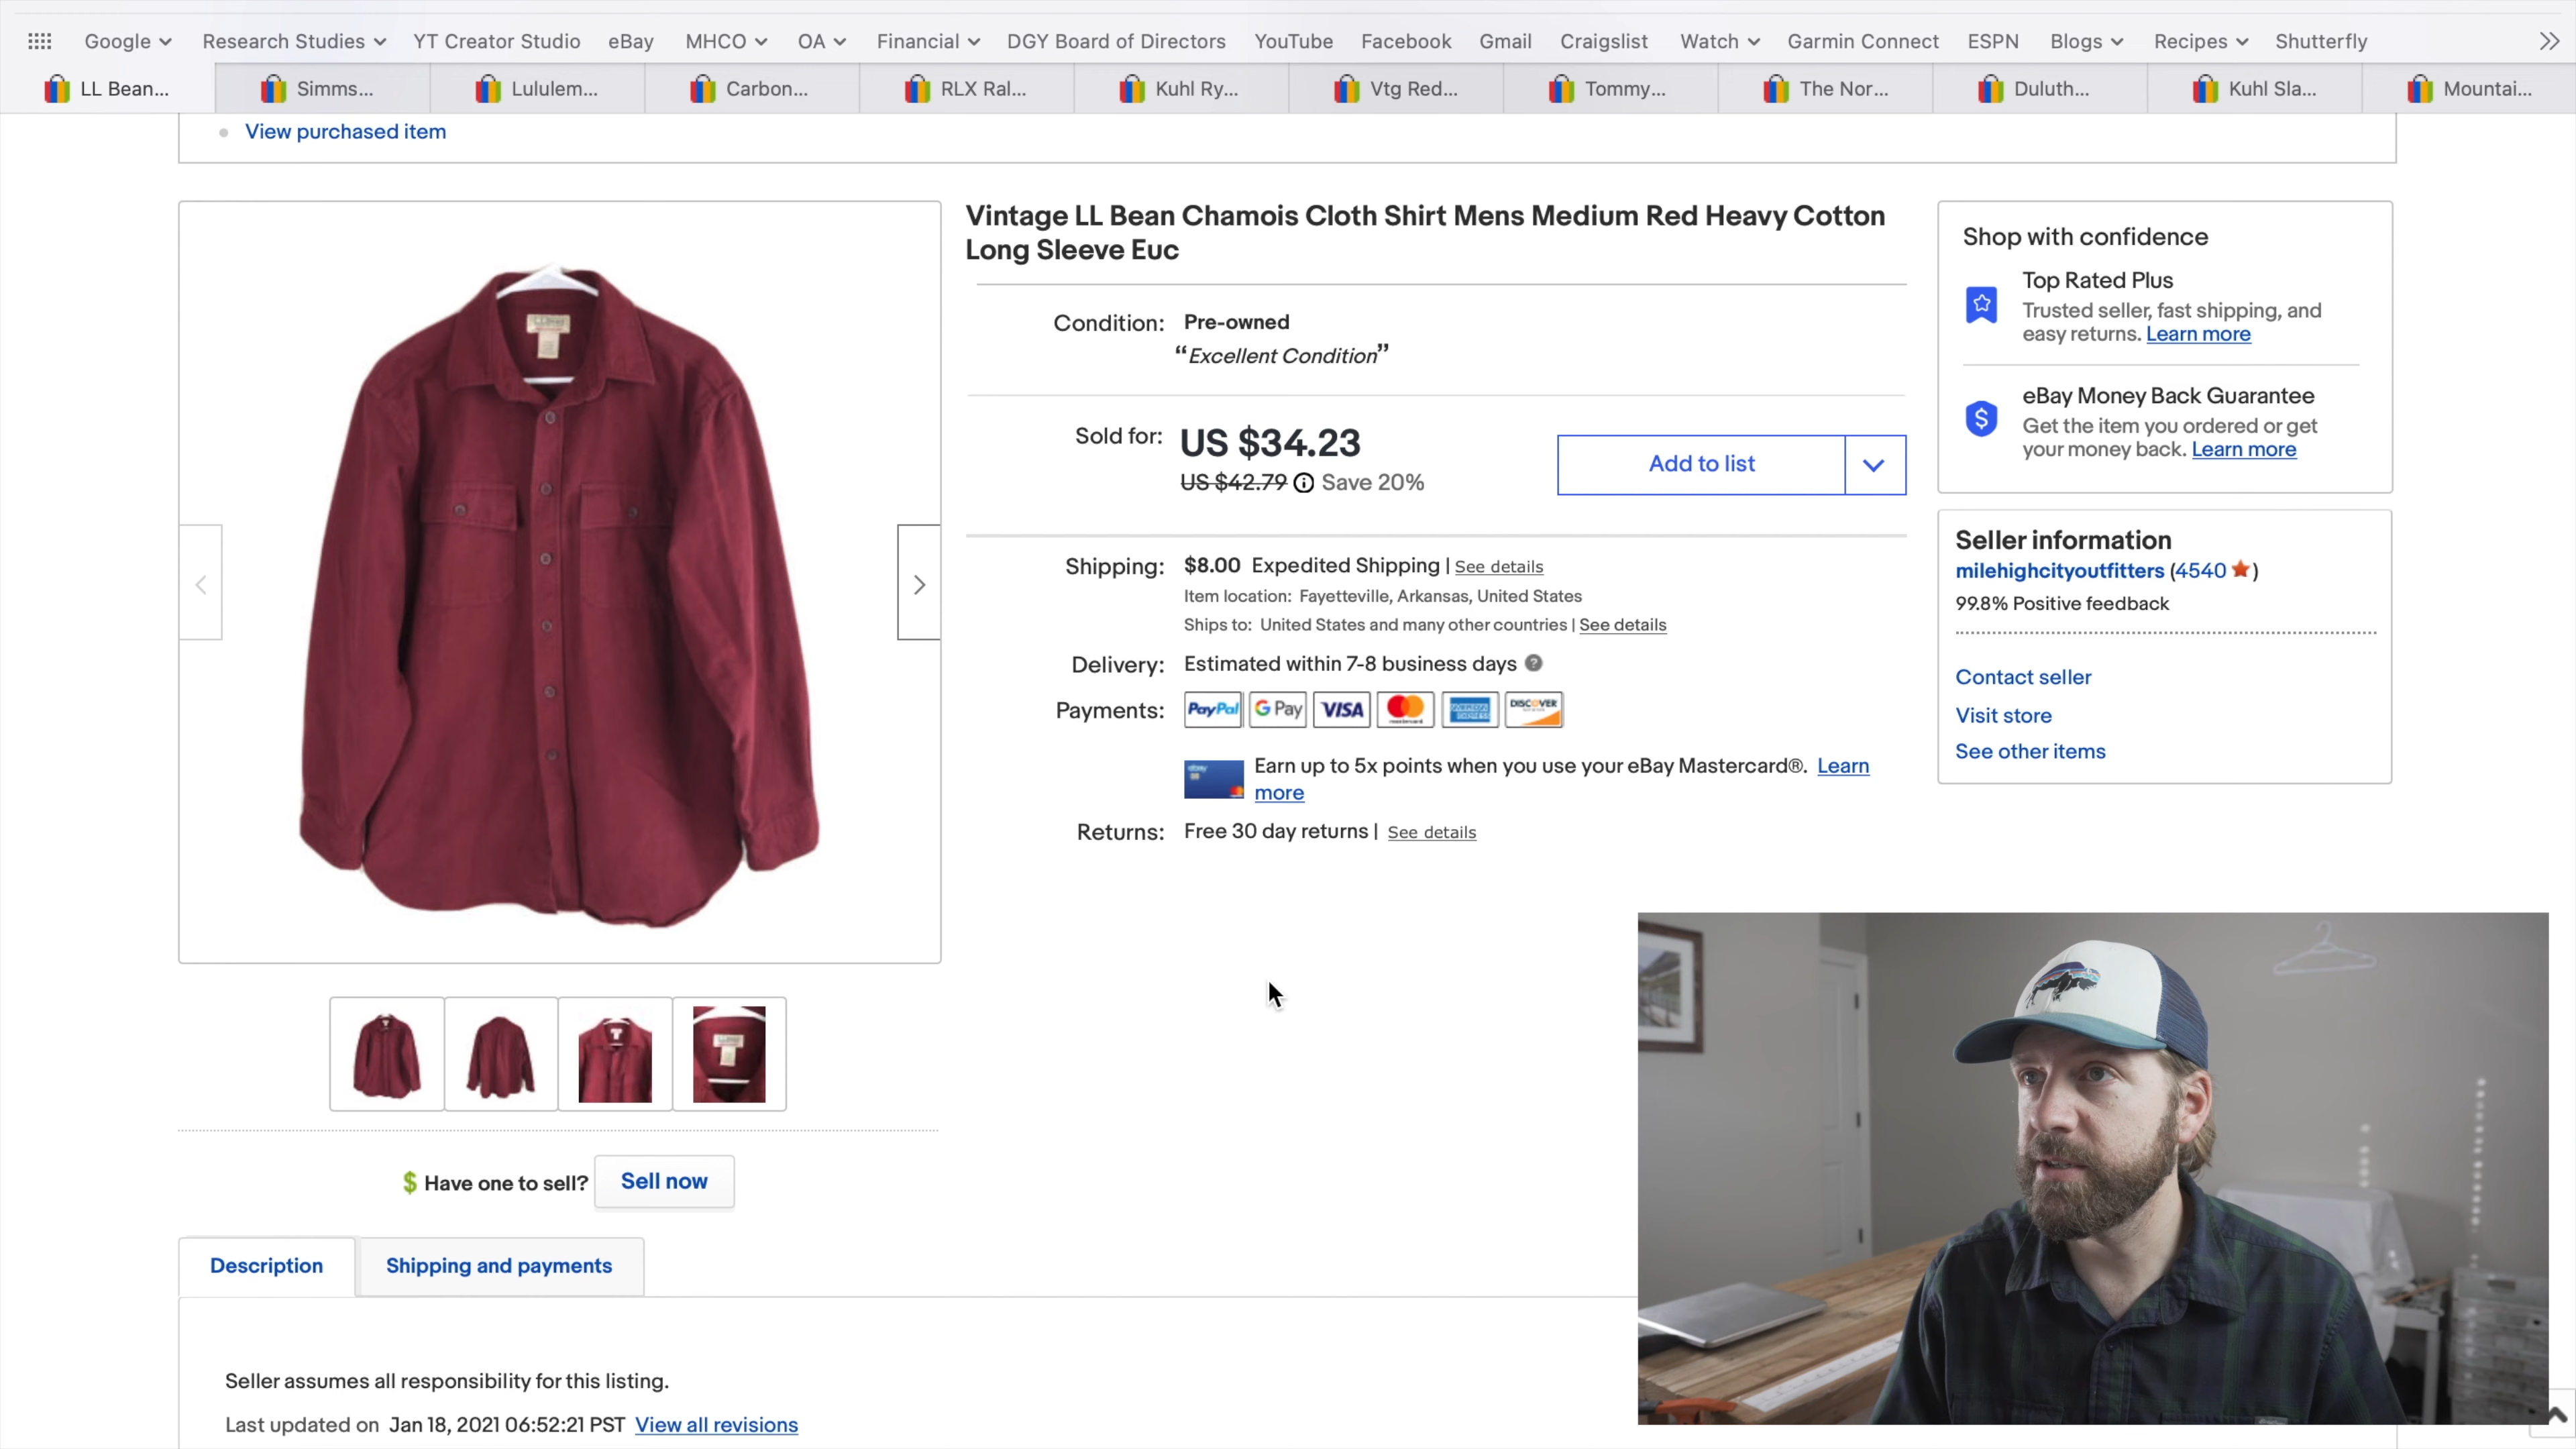 Google Research Studies YT Creator Studio eBay MHCO OA Financial DGY Board of Directors YouTube Facebook Gmail Craigslist Watch Garmin Connect ESPN Blogs Recipes Shutterfly
LL Bean... Simms... Lululem... Carbon... RLX Ral... Kuhl Ry... Vtg Red... Tommy... The Nor... Duluth... Kuhl Sla... Mountai...
View purchased item
Vintage LL Bean Chamois Cloth Shirt Mens Medium Red Heavy Cotton
Long Sleeve Euc
Condition: Pre-owned
“Excellent Condition”
Sold for: US $34.23
US $42.79 Save 20%
Add to list
Shipping: $8.00 Expedited Shipping | See details
Item location: Fayetteville, Arkansas, United States
Ships to: United States and many other countries | See details
Delivery: Estimated within 7-8 business days
Payments: PayPal G Pay VISA mastercard AMERICAN EXPRESS DISCOVER
Earn up to 5x points when you use your eBay Mastercard®. Learn
more
Returns: Free 30 day returns | See details
Shop with confidence
Top Rated Plus
Trusted seller, fast shipping, and
easy returns. Learn more
eBay Money Back Guarantee
Get the item you ordered or get
your money back. Learn more
Seller information
milehighcityoutfitters (4540)
99.8% Positive feedback
Contact seller
Visit store
See other items
$ Have one to sell? Sell now
Description Shipping and payments
Seller assumes all responsibility for this listing.
Last updated on Jan 18, 2021 06:52:21 PST View all revisions